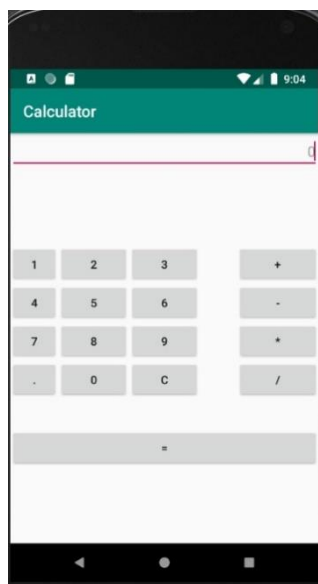 9:04
Calculator
0
1 2 3 +
4 5 6 -
7 8 9 *
. 0 C /
=